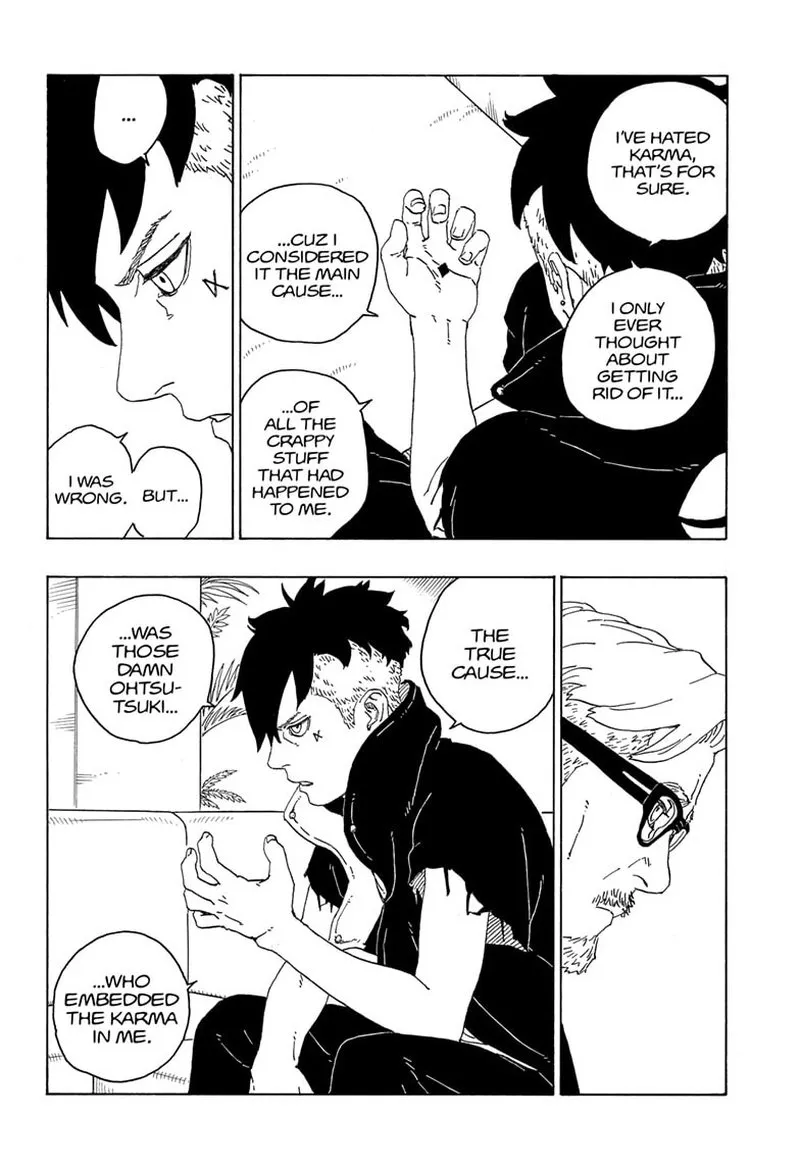 I'VE HATED
KARMA,
THAT'S FOR
SURE.
I ONLY
EVER
THOUGHT
ABOUT
GETTING
RID OF IT...
...CUZ I
CONSIDERED
IT THE MAIN
CAUSE...
...OF
ALL THE
CRAPPY
STUFF
THAT HAD
HAPPENED
TO ME.
...
I WAS
WRONG.
BUT...
THE
TRUE
CAUSE...
...WAS
THOSE
DAMN
OHTSU-
TSUKI...
...WHO
EMBEDDED
THE KARMA
IN ME.